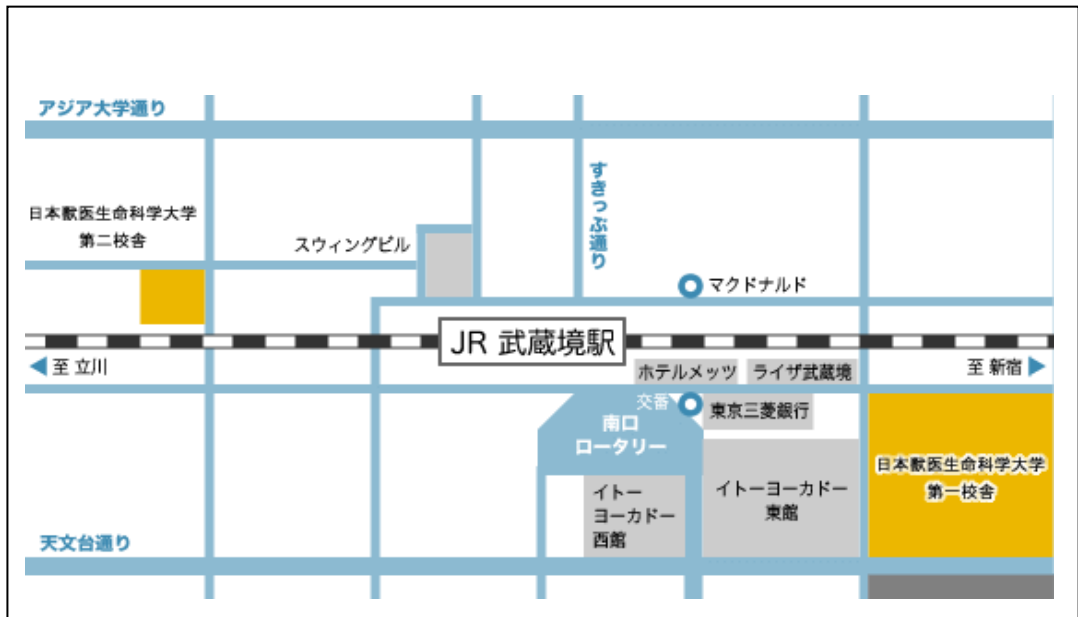 アジア大学通り
すきっぷ通り
日本獣医生命科学大学
第二校舎
スウィングビル
マクドナルド
JR 武蔵境駅
至 立川
ホテルメッツ
ライザ武蔵境
至 新宿
交番
東京三菱銀行
南口
ロータリー
日本獣医生命科学大学
第一校舎
イトー
ヨーカドー
西館
イトーヨーカドー
東館
天文台通り